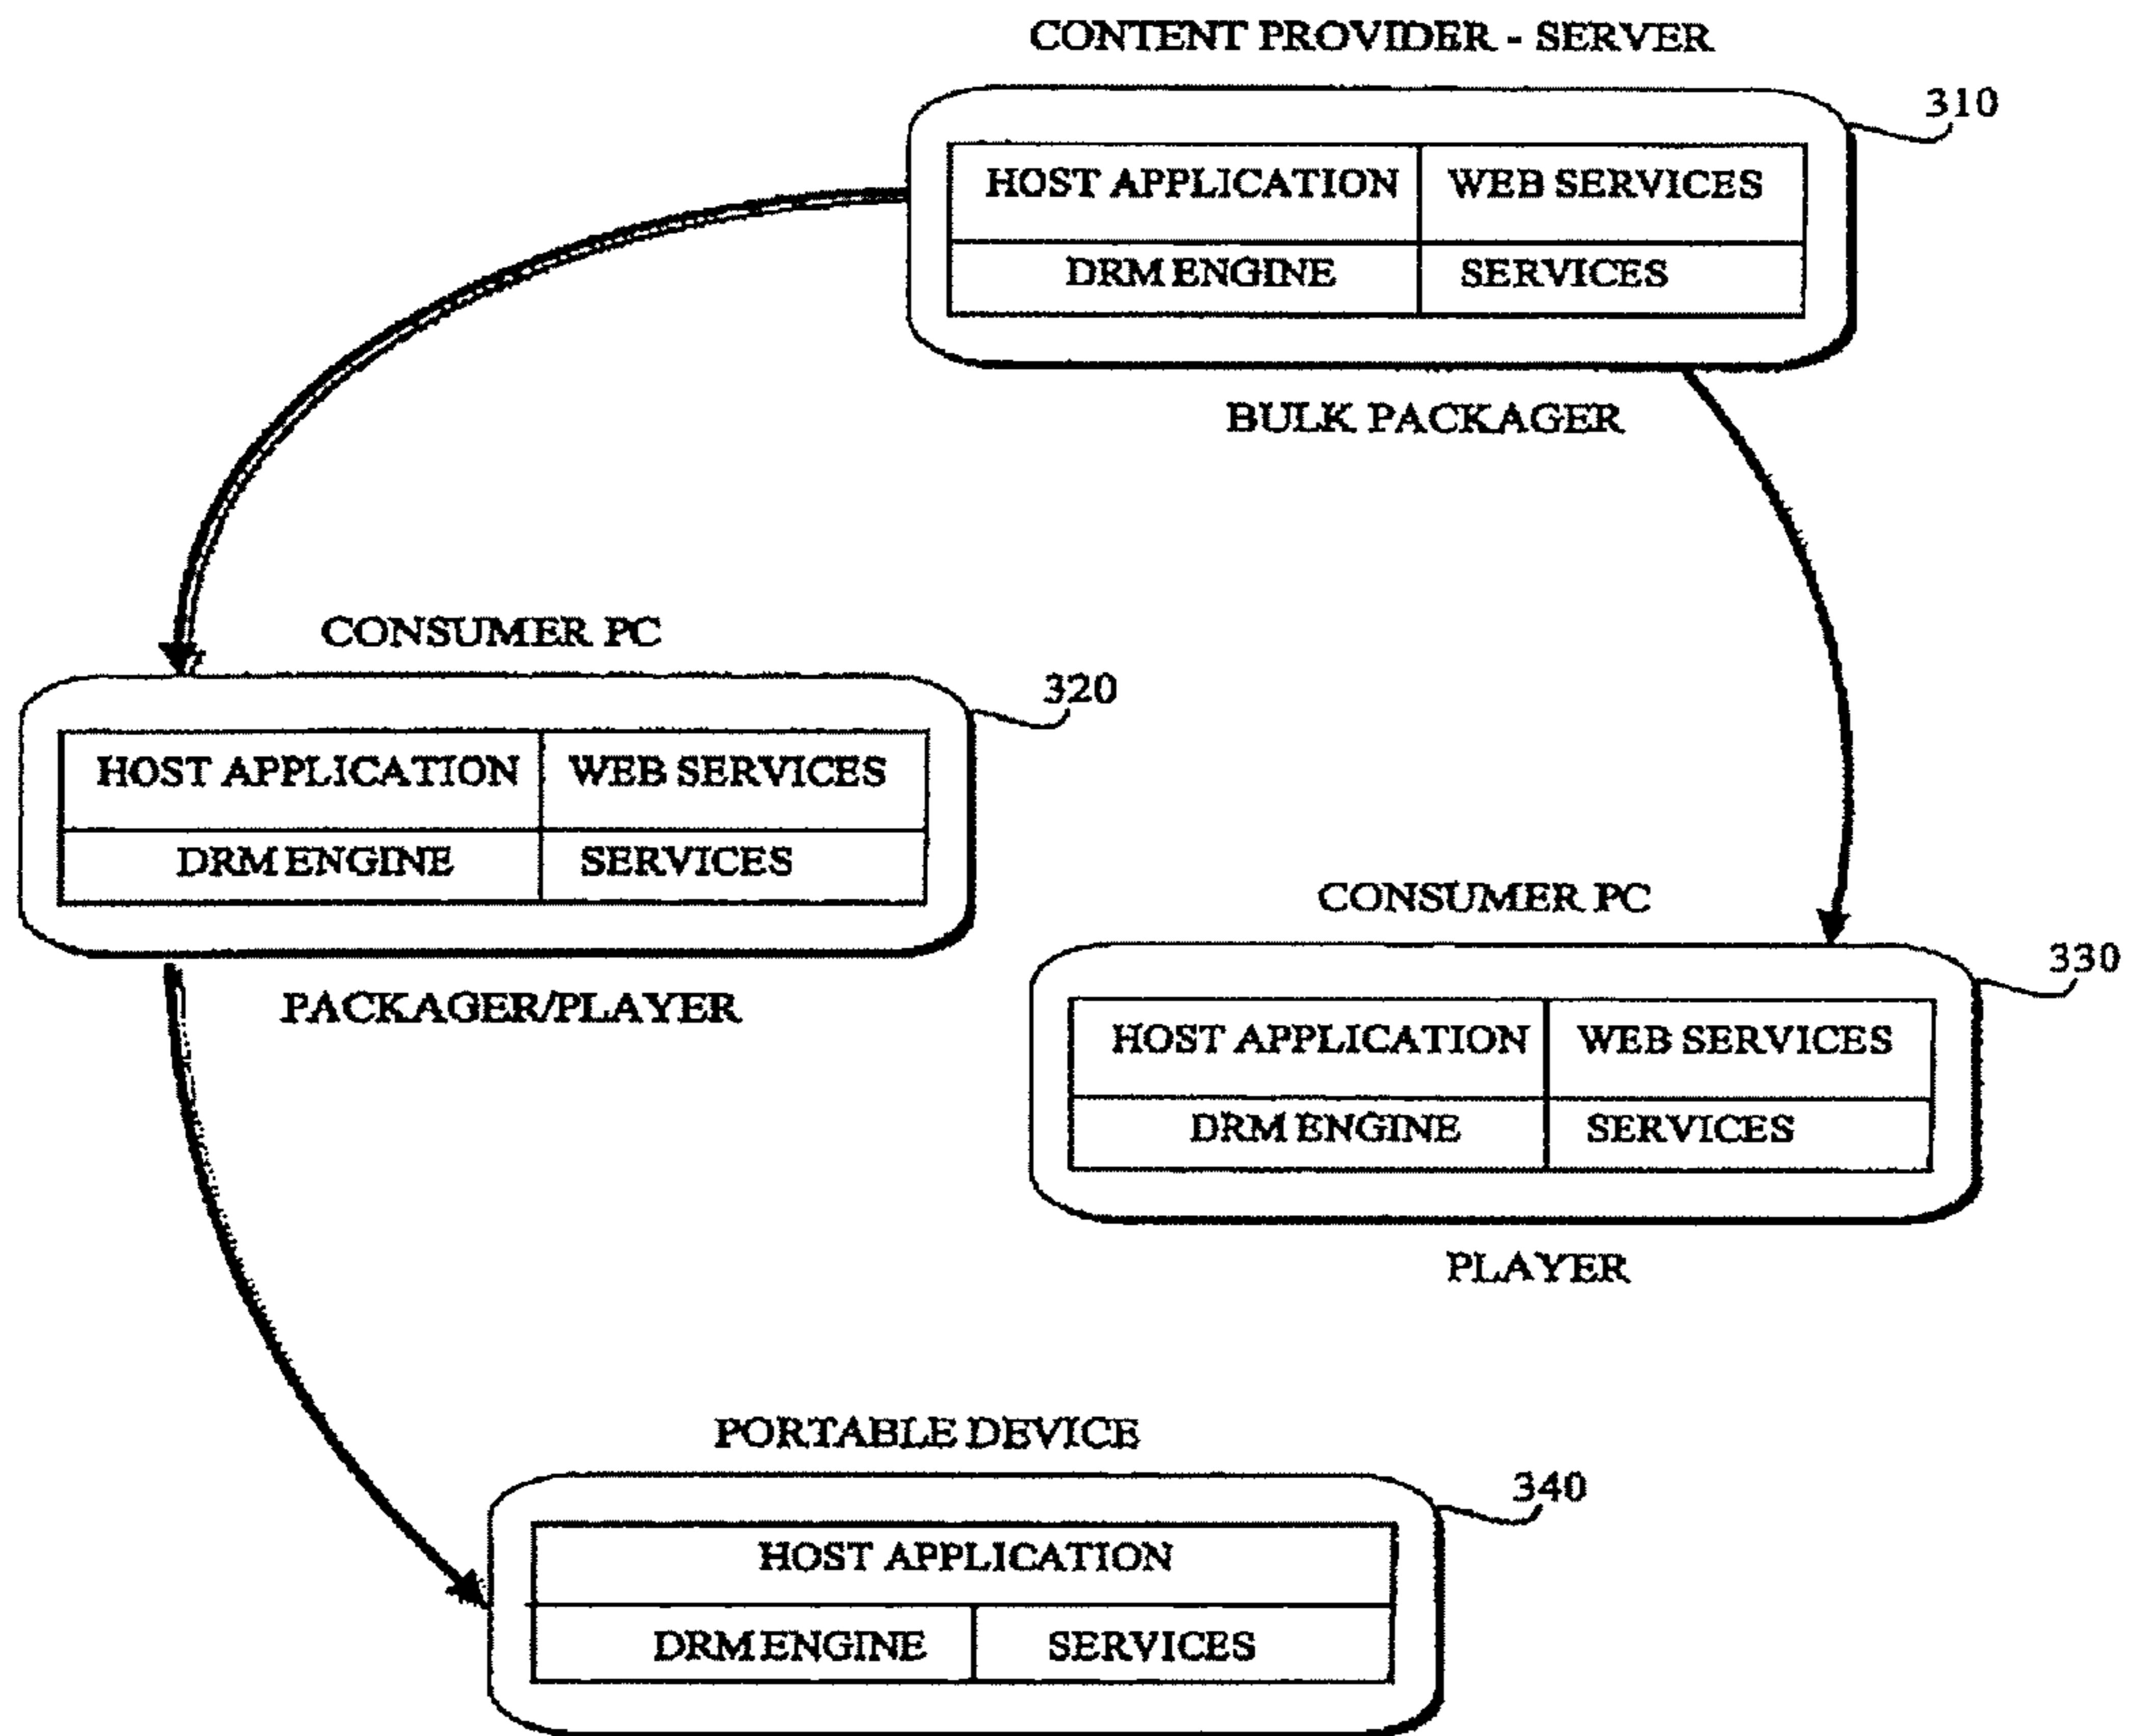 CONTENT PROVIDER - SERVER
310
HOST APPLICATION WEB SERVICES
DRM ENGINE SERVICES
BULK PACKAGER
CONSUMER PC
320
HOST APPLICATION WEB SERVICES
DRM ENGINE SERVICES
PACKAGER/PLAYER
CONSUMER PC
330
HOST APPLICATION WEB SERVICES
DRM ENGINE SERVICES
PLAYER
PORTABLE DEVICE
340
HOST APPLICATION
DRM ENGINE SERVICES